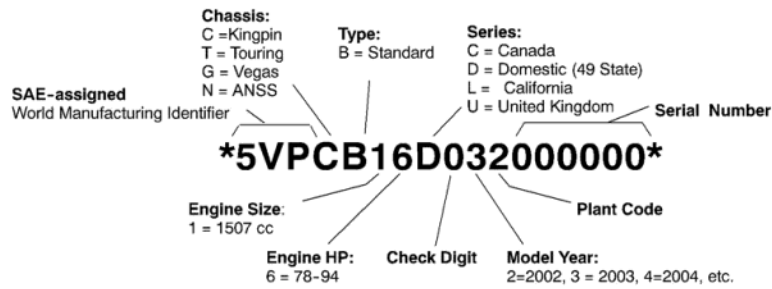 Chassis:
C =Kingpin
T = Touring
G = Vegas
N = ANSS
Type:
B = Standard
Series:
C = Canada
D = Domestic (49 State)
L = California
U = United Kingdom
SAE-assigned
World Manufacturing Identifier
Serial Number
*5VPCB16D032000000*
Engine Size:
1 = 1507 cc
Plant Code
Engine HP:
6 = 78-94
Check Digit
Model Year:
2=2002, 3 = 2003, 4=2004, etc.